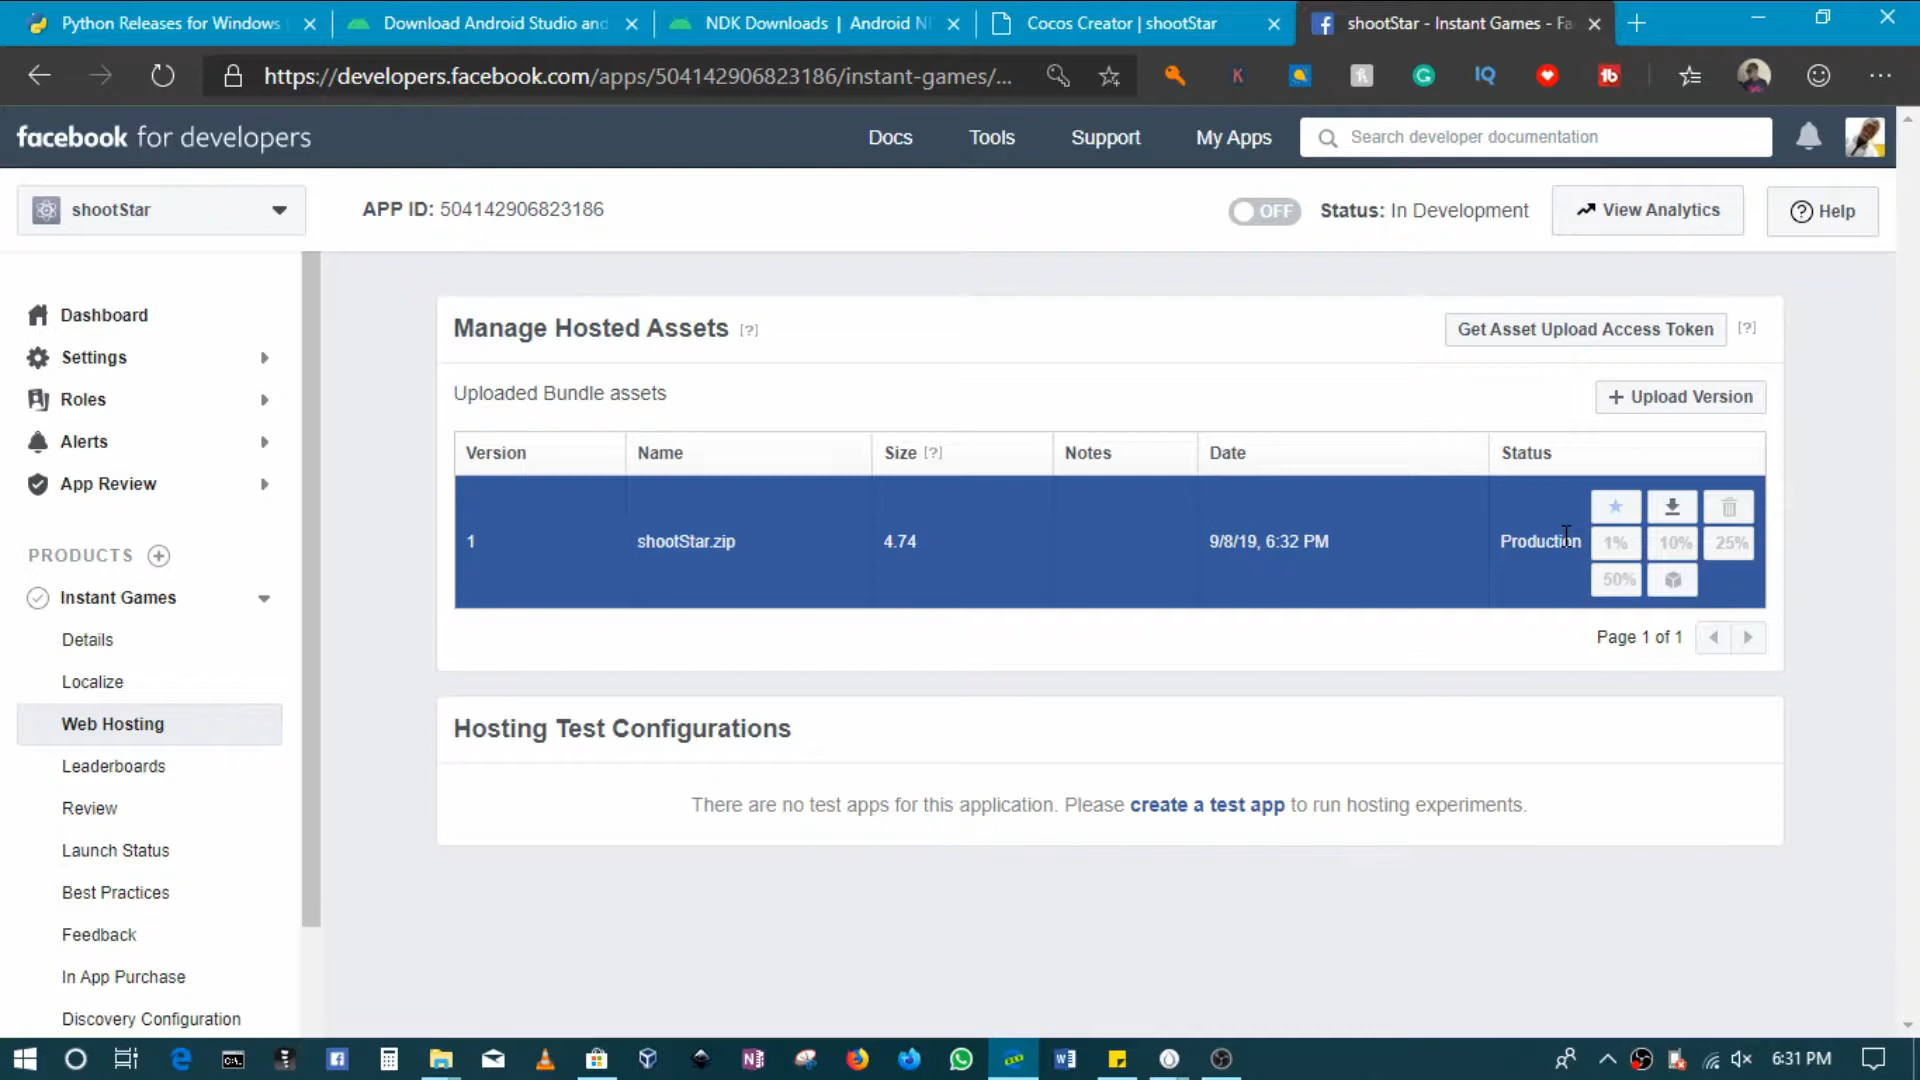 Python Releases for Windows
Download Android Studio and
NDK Downloads | Android N
Cocos Creator | shootStar
shootStar - Instant Games - Fa
https://developers.facebook.com/apps/504142906823186/instant-games/...
facebook for developers
Docs
Tools
Support
My Apps
Search developer documentation
shootStar
APP ID: 504142906823186
OFF
Status: In Development
View Analytics
Help
Dashboard
Settings
Roles
Alerts
App Review
PRODUCTS
Instant Games
Details
Localize
Web Hosting
Leaderboards
Review
Launch Status
Best Practices
Feedback
In App Purchase
Discovery Configuration
Manage Hosted Assets [?]
Get Asset Upload Access Token [?]
Uploaded Bundle assets
+ Upload Version
Version Name Size [?] Notes Date Status
1 shootStar.zip 4.74 9/8/19, 6:32 PM Production
1% 10% 25%
50%
Page 1 of 1
Hosting Test Configurations
There are no test apps for this application. Please create a test app to run hosting experiments.
6:31 PM